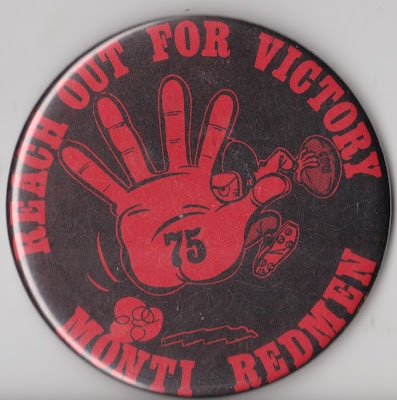 REACH OUT FOR VICTORY
75
MONTI REDMEN